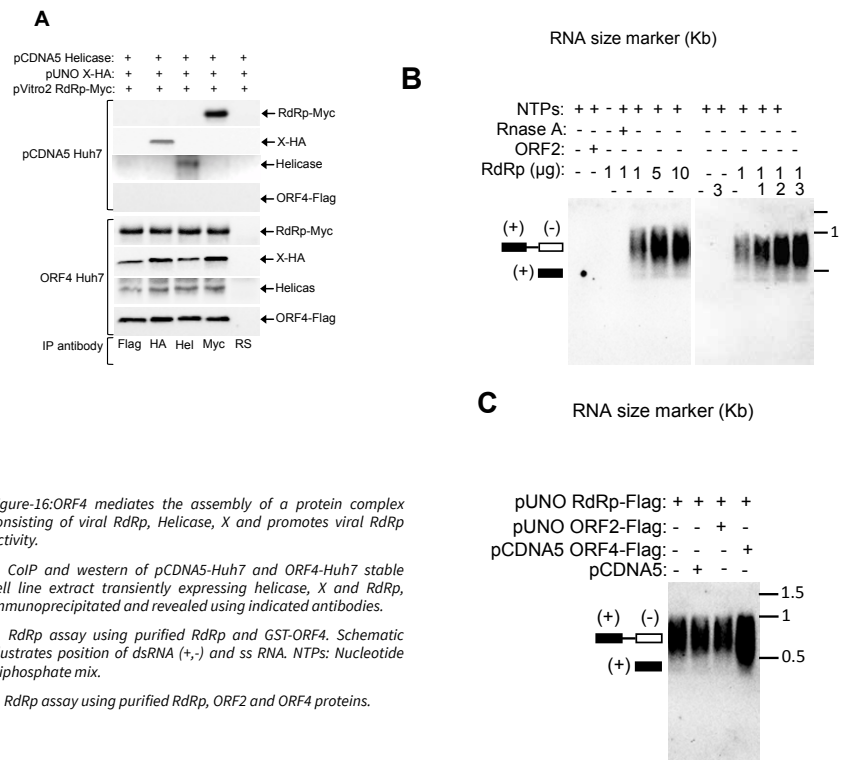 A
pCDNA5 Helicase: + + + + +
pUNO X-HA: + + + + +
pVitro2 RdRp-Myc: + + + + +
pCDNA5 Huh7
RdRp-Myc
X-HA
Helicase
ORF4-Flag
ORF4 Huh7
RdRp-Myc
X-HA
Helicas
ORF4-Flag
IP antibody Flag HA Hel Myc RS
B
RNA size marker (Kb)
NTPs: + + - + + + + + + + + +
Rnase A: - - - + - - - - - - - -
ORF2: - + - - - - - - - - -
RdRp (µg): - - 1 1 1 5 10 - - 1 1 1 1
- - - - - - 3 - 1 2 3
(+) (-)
(+)
1
C
RNA size marker (Kb)
pUNO RdRp-Flag: + + + +
pUNO ORF2-Flag: - - + -
pCDNA5 ORF4-Flag: - - - +
pCDNA5: - + - -
(+) (-)
(+)
1.5
1
0.5
gure-16:ORF4 mediates the assembly of a protein complex
onsisting of viral RdRp, Helicase, X and promotes viral RdRp
ctivity.
CoIP and western of pCDNA5-Huh7 and ORF4-Huh7 stable
ell line extract transiently expressing helicase, X and RdRp,
nmunoprecipitated and revealed using indicated antibodies.
RdRp assay using purified RdRp and GST-ORF4. Schematic
ustrates position of dsRNA (+,-) and ss RNA. NTPs: Nucleotide
iphosphate mix.
RdRp assay using purified RdRp, ORF2 and ORF4 proteins.